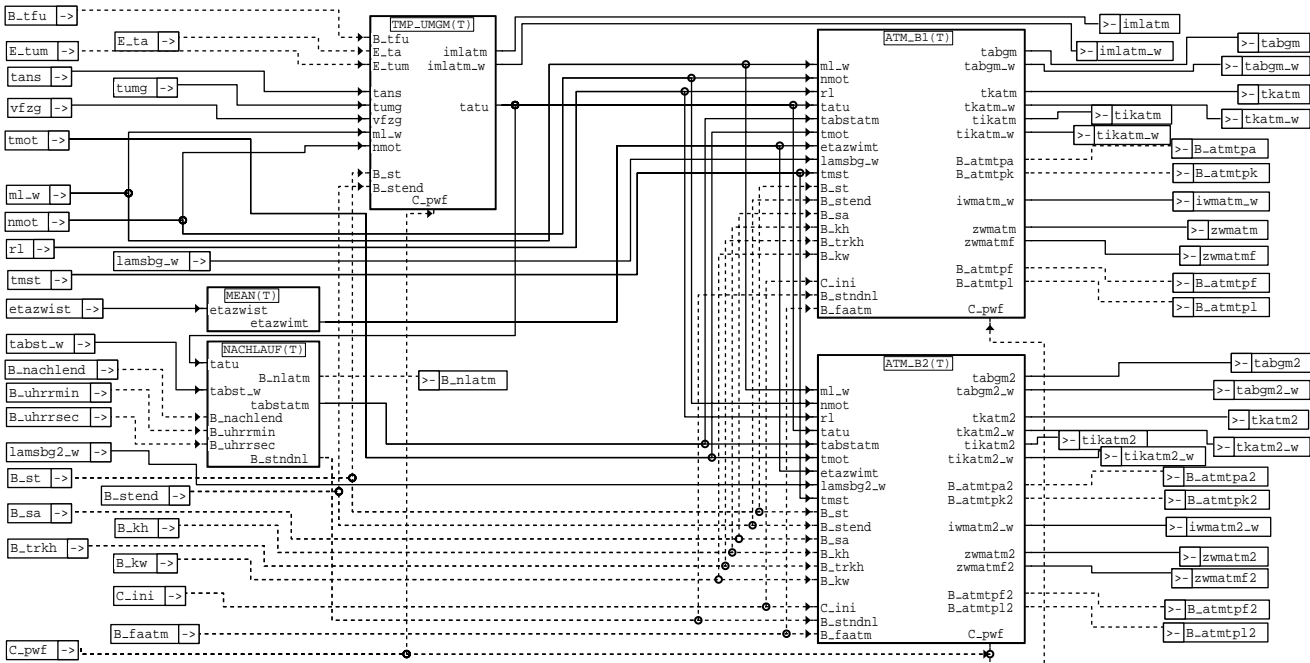 B_tfu ->
E_ta ->
E_tum ->
tans ->
tumg ->
vfzg ->
tmot ->
ml_w ->
nmot ->
rl ->
lamsbg_w ->
tmst ->
etazwist ->
tabst_w ->
B_nachlend ->
B_uhrrmin ->
B_uhrrsec ->
lamsbg2_w ->
B_st ->
B_stend ->
B_sa ->
B_kh ->
B_trkh ->
B_kw ->
C_ini ->
B_faatm ->
C_pwf ->
TMP_UMGM(T)
B_tfu
E_ta
E_tum
tans
tumg
vfzg
ml_w
nmot
B_st
B_stend
C_pwf
imlatm
imlatm_w
tatu
MEAN(T)
etazwist
etazwimt
NACHLAUF(T)
tatu
B_nlatm
tabst_w
tabstatm
B_nachlend
B_uhrrmin
B_uhrrsec
B_stndnl
>- B_nlatm
>- imlatm
>- imlatm_w
ATM_B1(T)
ml_w
nmot
rl
tatu
tabstatm
tmot
etazwimt
lamsbg_w
tmst
B_st
B_stend
B_sa
B_kh
B_trkh
B_kw
C_ini
B_stndnl
B_faatm
tabgm
tabgm_w
tkatm
tkatm_w
tikatm
tikatm_w
B_atmtpa
B_atmtpk
iwmatm_w
zwmatm
zwmatmf
B_atmtpf
B_atmtpl
C_pwf
>- tabgm
>- tabgm_w
>- tkatm
>- tikatm
>- tkatm_w
>- tikatm_w
>- B_atmtpa
>- B_atmtpk
>- iwmatm_w
>- zwmatm
>- zwmatmf
>- B_atmtpf
>- B_atmtpl
ATM_B2(T)
ml_w
nmot
rl
tatu
tabstatm
tmot
etazwimt
lamsbg2_w
tmst
B_st
B_stend
B_sa
B_kh
B_trkh
B_kw
C_ini
B_stndnl
B_faatm
tabgm2
tabgm2_w
tkatm2
tkatm2_w
tikatm2
tikatm2_w
B_atmtpa2
B_atmtpk2
iwmatm2_w
zwmatm2
zwmatmf2
B_atmtpf2
B_atmtpl2
C_pwf
>- tabgm2
>- tabgm2_w
>- tkatm2
>- tikatm2
>- tkatm2_w
>- tikatm2_w
>- B_atmtpa2
>- B_atmtpk2
>- iwmatm2_w
>- zwmatm2
>- zwmatmf2
>- B_atmtpf2
>- B_atmtpl2